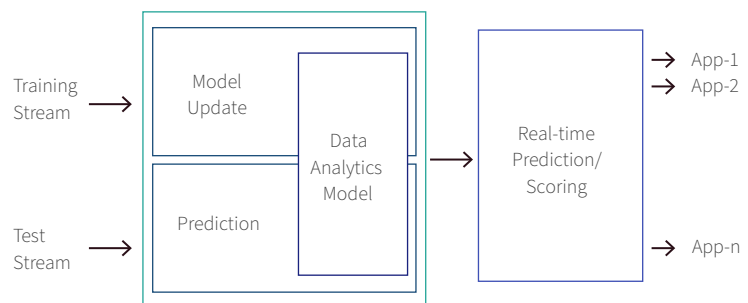 Training
Stream
Model
Update
Data
Analytics
Model
Prediction
Test
Stream
Real-time
Prediction/
Scoring
App-1
App-2
App-n